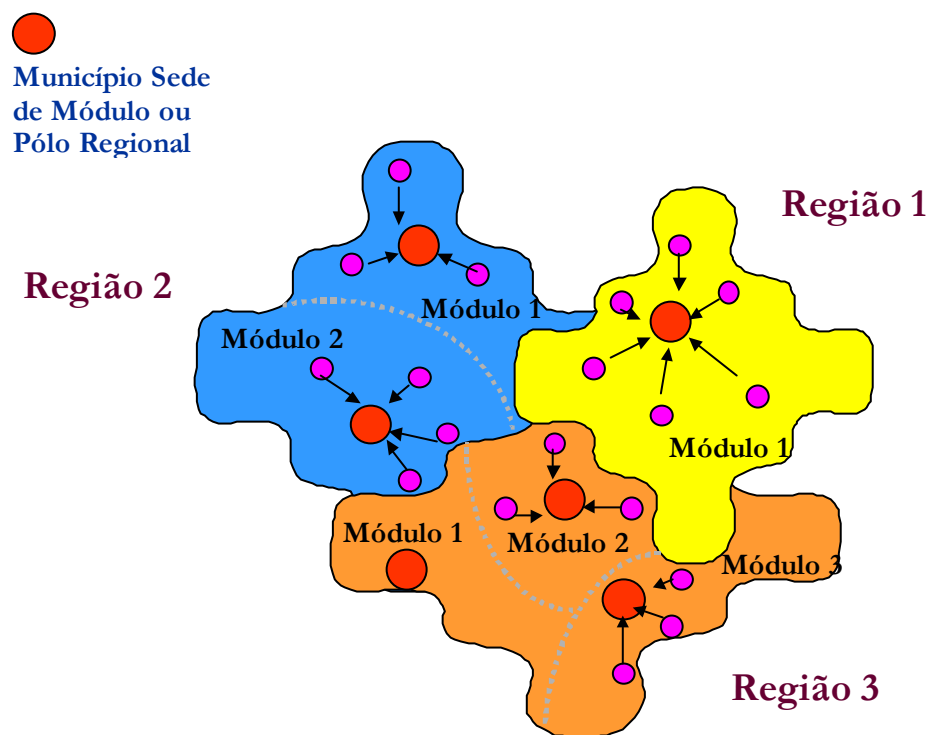 Município Sede
de Módulo ou
Pólo Regional
Região 1
Região 2
Módulo 1
Módulo 2
Módulo 1
Módulo 1
Módulo 2
Módulo 3
Região 3